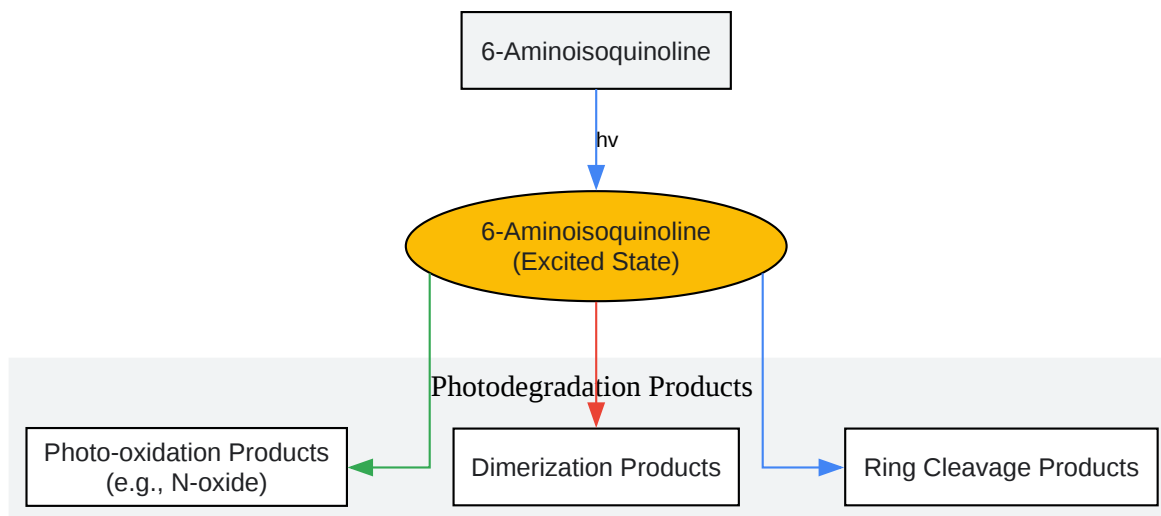 6-Aminoisoquinoline
hv
6-Aminoisoquinoline
(Excited State)
Photodegradation Products
Photo-oxidation Products
(e.g., N-oxide)
Dimerization Products
Ring Cleavage Products